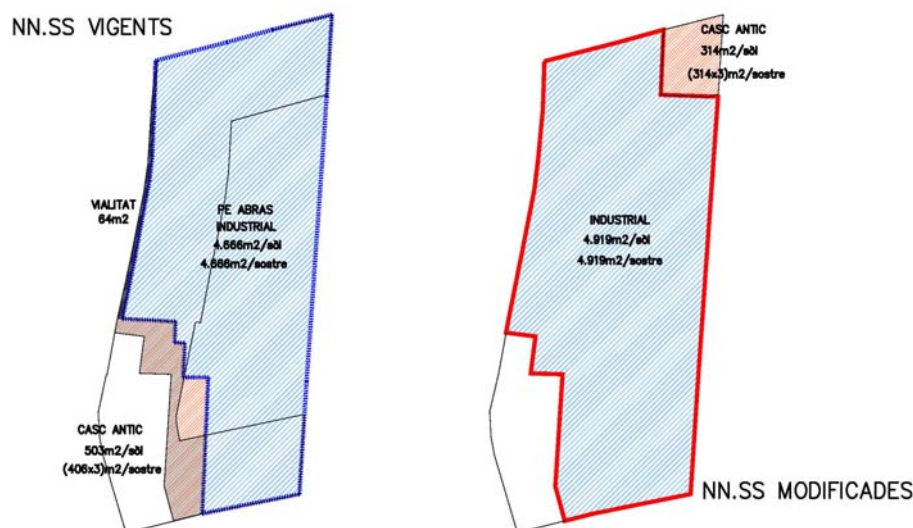 NN.SS VIGENTS
VIALITAT
64m2
PE ABRAS
INDUSTRIAL
4.666m2/sòl
4.666m2/sostre
CASC ANTIC
503m2/sòl
(406x3)m2/sostre
CASC ANTIC
314m2/sòl
(314x3)m2/sostre
INDUSTRIAL
4.919m2/sòl
4.919m2/sostre
NN.SS MODIFICADES